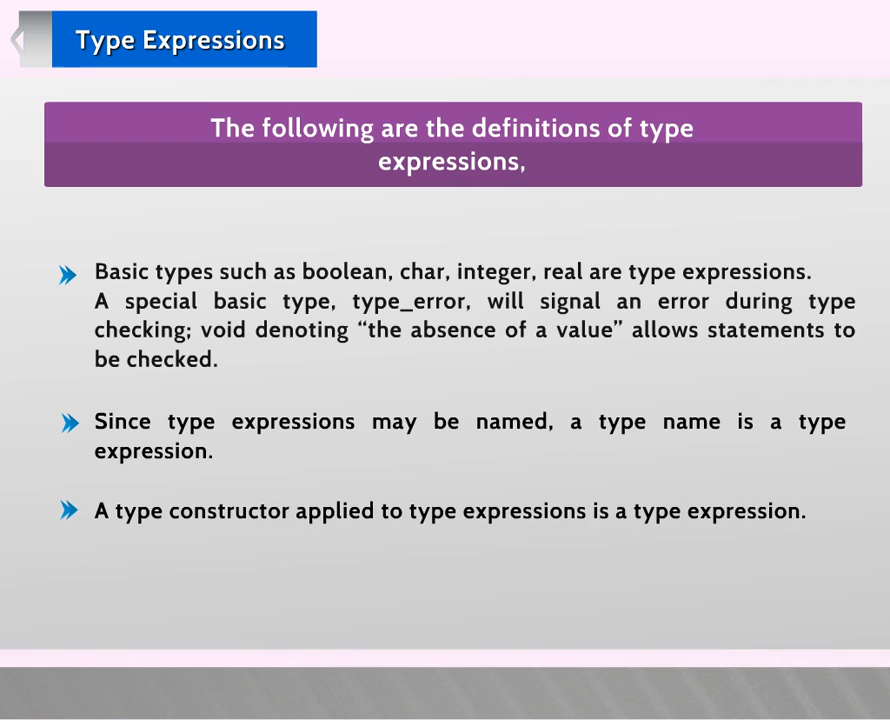 Type Expressions
The following are the definitions of type
expressions,
Basic types such as boolean, char, integer, real are type expressions.
A special basic type, type_error, will signal an error during type
checking; void denoting “the absence of a value” allows statements to
be checked.
Since type expressions may be named, a type name is a type
expression.
A type constructor applied to type expressions is a type expression.